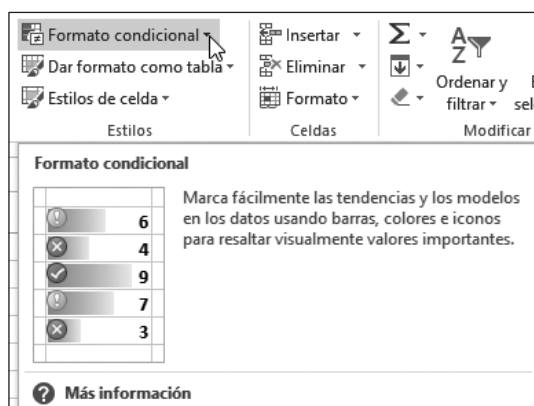 Formato condicional
Dar formato como tabla
Estilos de celda
Estilos
Insertar
Eliminar
Formato
Celdas
Σ
A
Z
Ordenar y
filtrar
sel
Modificar
Formato condicional
Marca fácilmente las tendencias y los modelos
en los datos usando barras, colores e iconos
para resaltar visualmente valores importantes.
6
4
9
7
3
? Más información